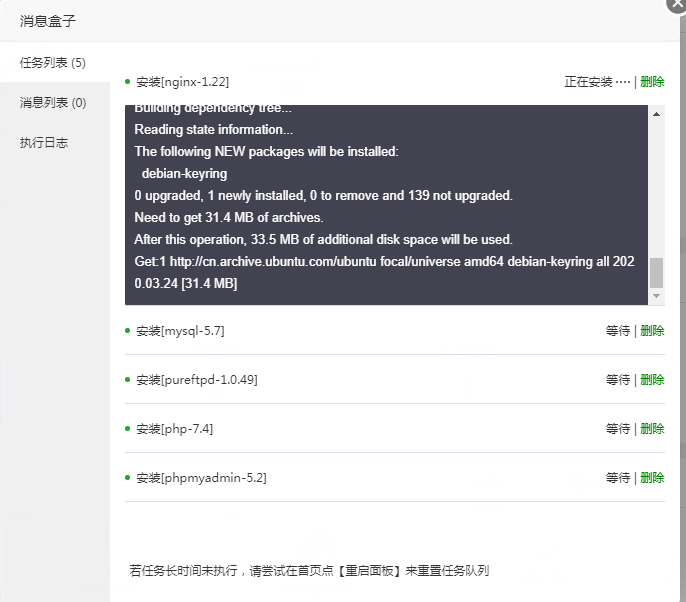 消息盒子
任务列表 (5)
消息列表 (0)
执行日志
安装[nginx-1.22] 正在安装 ···· | 删除
Building dependency tree...
Reading state information...
The following NEW packages will be installed:
debian-keyring
0 upgraded, 1 newly installed, 0 to remove and 139 not upgraded.
Need to get 31.4 MB of archives.
After this operation, 33.5 MB of additional disk space will be used.
Get:1 http://cn.archive.ubuntu.com/ubuntu focal/universe amd64 debian-keyring all 202
0.03.24 [31.4 MB]
安装[mysql-5.7] 等待 | 删除
安装[pureftpd-1.0.49] 等待 | 删除
安装[php-7.4] 等待 | 删除
安装[phpmyadmin-5.2] 等待 | 删除
若任务长时间未执行，请尝试在首页点【重启面板】来重置任务队列